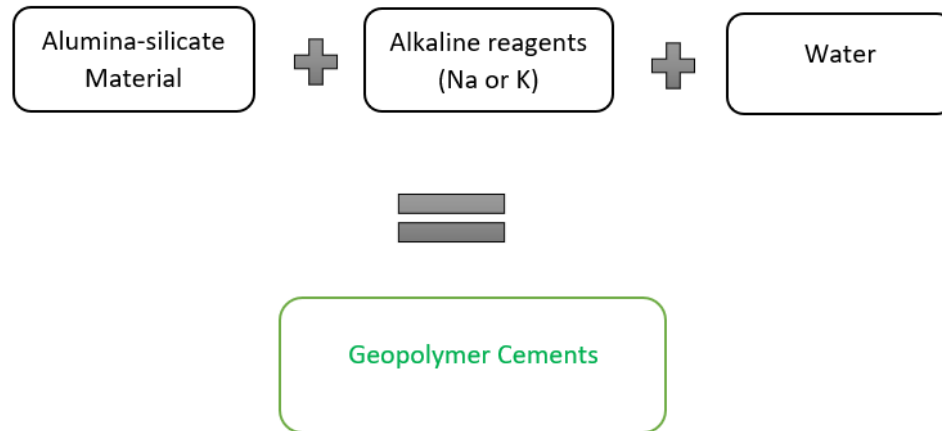 Alumina-silicate
Material
Alkaline reagents
(Na or K)
Water
Geopolymer Cements